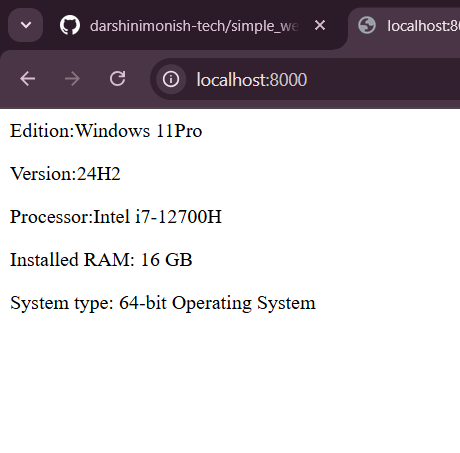 darshinimonish-tech/simple_we
localhost:80
localhost:8000
Edition:Windows 11Pro
Version:24H2
Processor:Intel i7-12700H
Installed RAM: 16 GB
System type: 64-bit Operating System